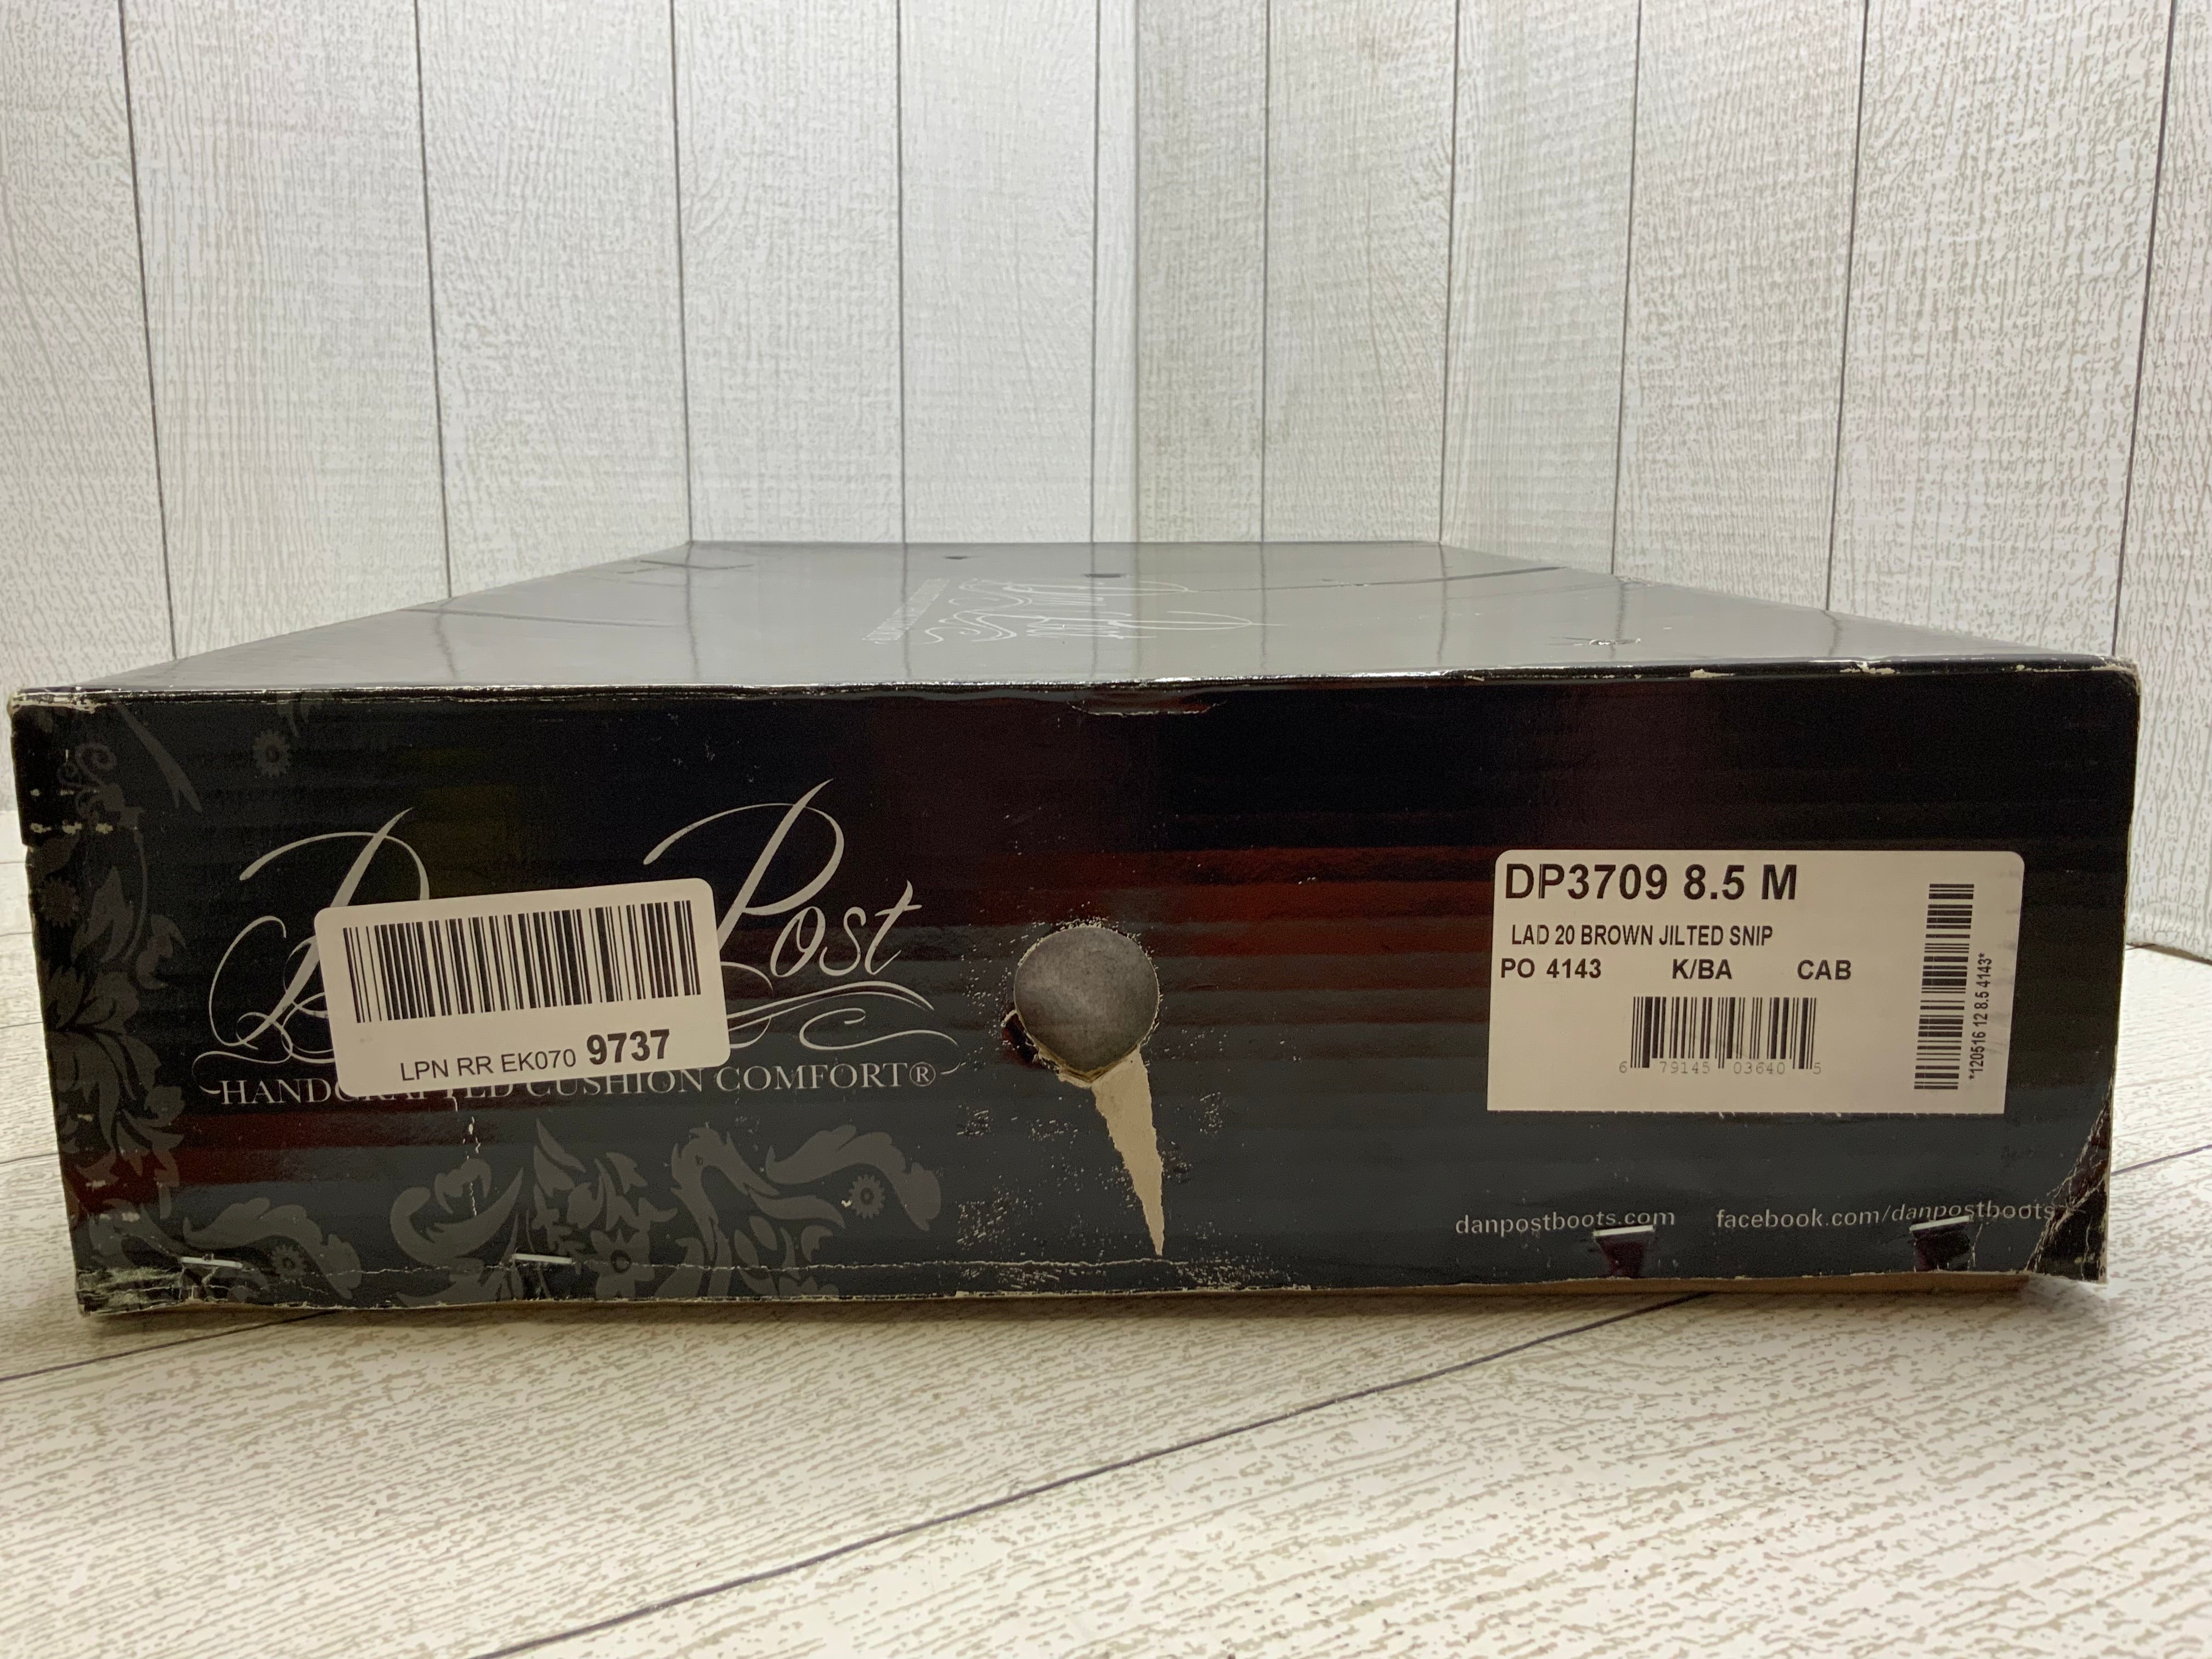 Post
HANDCRAFTED CUSHION COMFORT®
LPN RR EK070 9737
DP3709 8.5 M
LAD 20 BROWN JILTED SNIP
PO 4143 K/BA CAB
6 79145 03640 5
*120516 12 8.5 4143*
danpostboots.com facebook.com/danpostboots